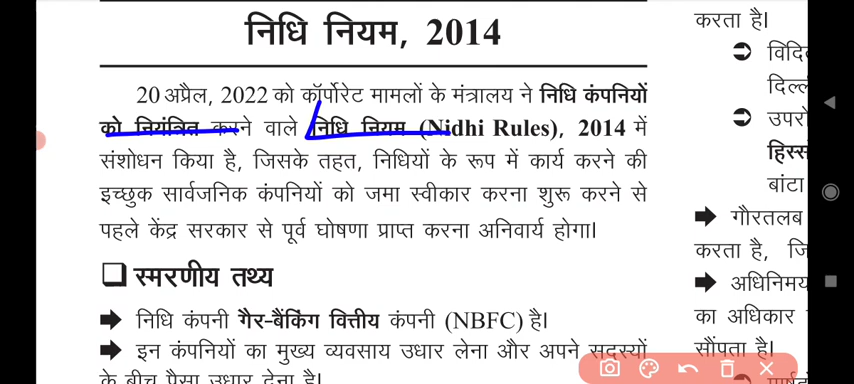 निधि नियम, 2014
20 अप्रैल, 2022 को कॉर्पोरेट मामलों के मंत्रालय ने निधि कंपनियों
को नियंत्रित करने वाले निधि नियम (Nidhi Rules), 2014 में
संशोधन किया है, जिसके तहत, निधियों के रूप में कार्य करने की
इच्छुक सार्वजनिक कंपनियों को जमा स्वीकार करना शुरू करने से
पहले केंद्र सरकार से पूर्व घोषणा प्राप्त करना अनिवार्य होगा।
❑ स्मरणीय तथ्य
➡ निधि कंपनी गैर-बैंकिंग वित्तीय कंपनी (NBFC) है।
➡ इन कंपनियों का मुख्य व्यवसाय उधार लेना और अपने सदस्यों
के बीच पैसा उधार देना है।
करता है।
➲
➲ उपरो
बांटा
➡ गौरतलब
करता है, जि
➡ अधिनियम
का अधिकार
सौंपता है।
➡